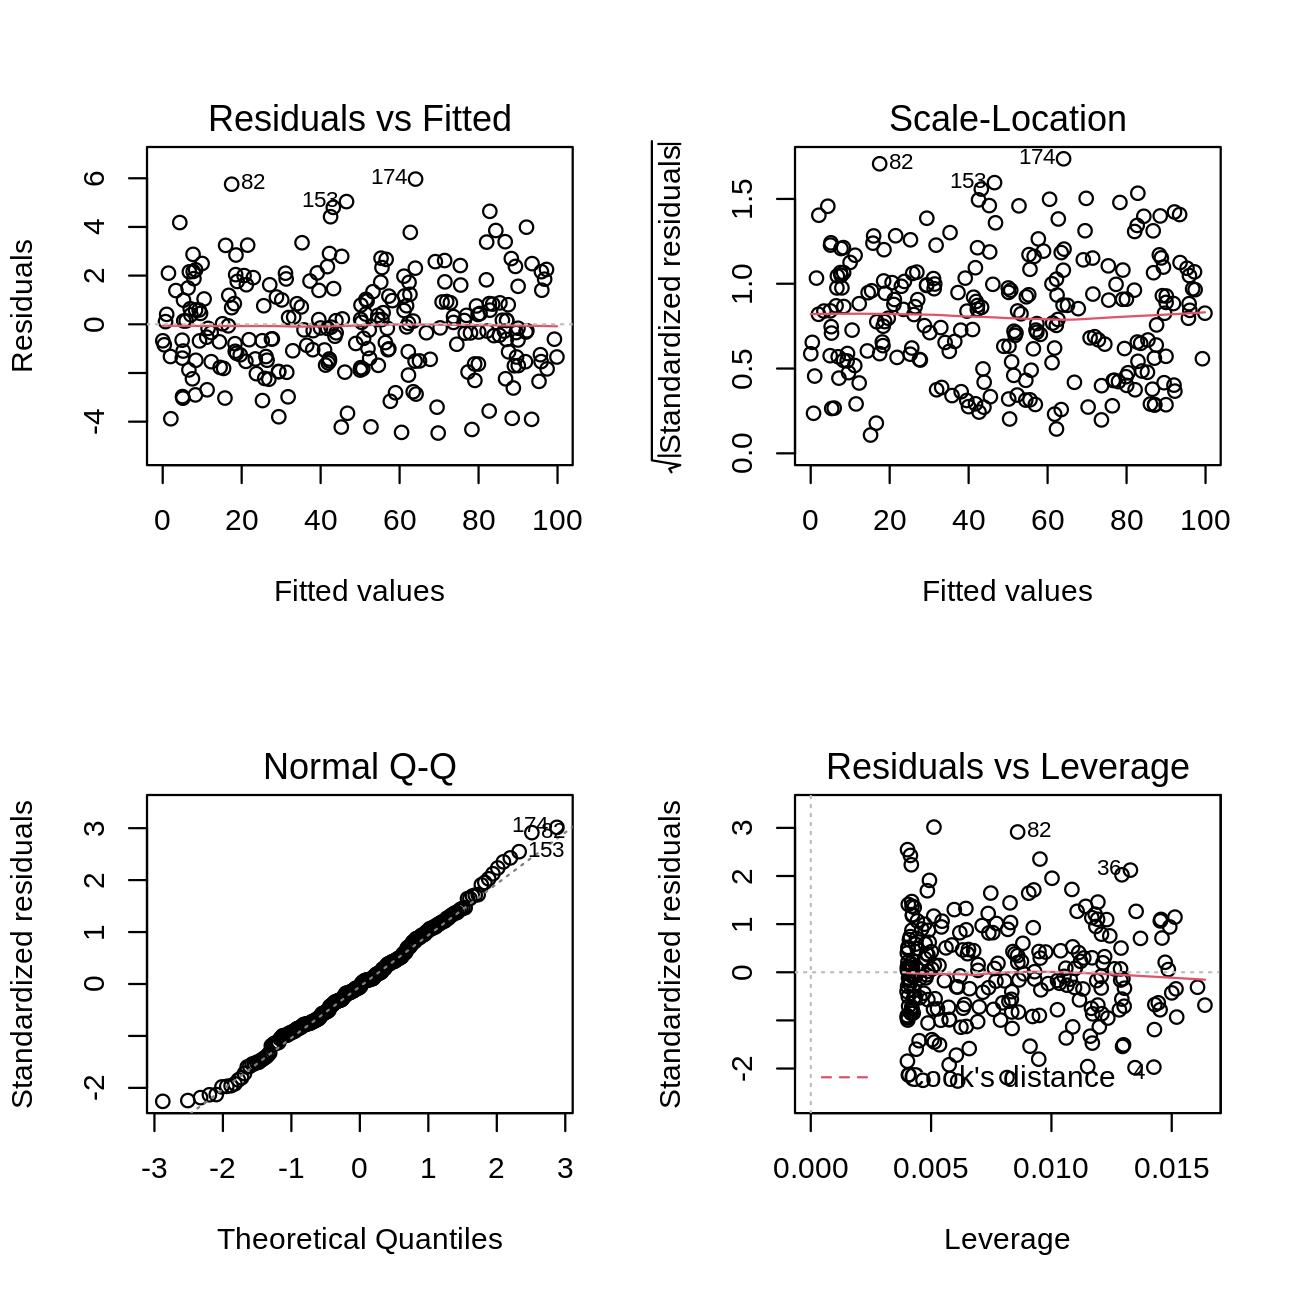 Residuals vs Fitted
Residuals
6
4
2
0
-4
82
153
174
0 20 40 60 80 100
Fitted values
Scale-Location
√|Standardized residuals|
1.5
1.0
0.5
0.0
82
153
174
0 20 40 60 80 100
Fitted values
Normal Q-Q
Standardized residuals
3
2
1
0
-2
174
82
153
-3 -2 -1 0 1 2 3
Theoretical Quantiles
Residuals vs Leverage
Standardized residuals
3
2
1
0
-2
82
36
4
Cook's distance
0.000 0.005 0.010 0.015
Leverage